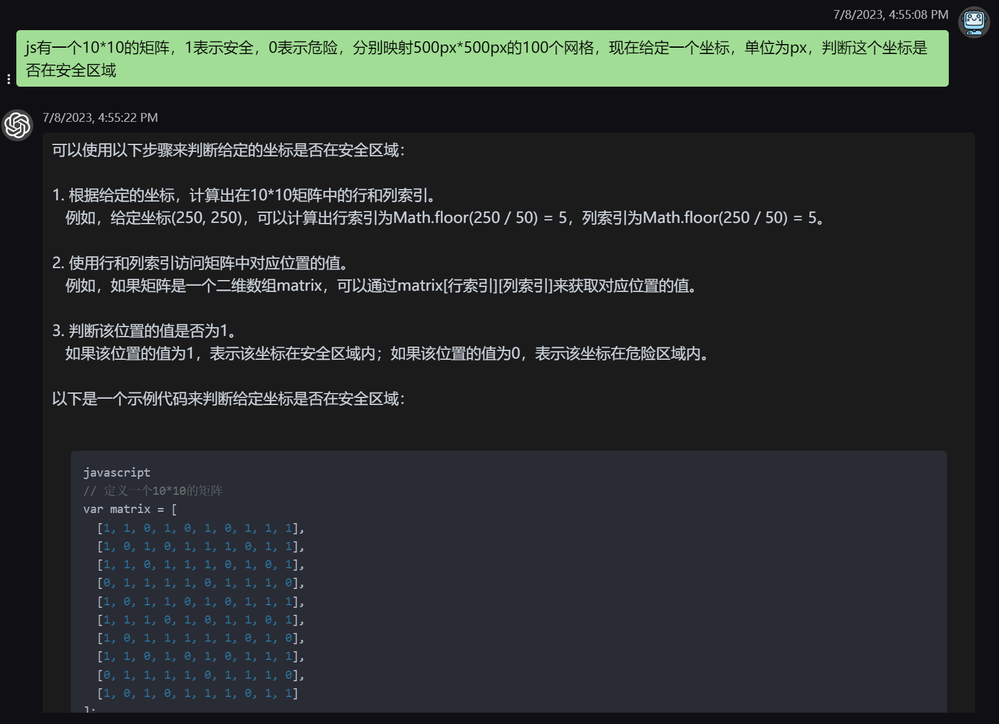 7/8/2023, 4:55:08 PM
js有一个10*10的矩阵，1表示安全，0表示危险，分别映射500px*500px的100个网格，现在给定一个坐标，单位为px，判断这个坐标是
否在安全区域
7/8/2023, 4:55:22 PM
可以使用以下步骤来判断给定的坐标是否在安全区域：
1. 根据给定的坐标，计算出在10*10矩阵中的行和列索引。
例如，给定坐标(250, 250)，可以计算出行索引为Math.floor(250 / 50) = 5，列索引为Math.floor(250 / 50) = 5。
2. 使用行和列索引访问矩阵中对应位置的值。
例如，如果矩阵是一个二维数组matrix，可以通过matrix[行索引][列索引]来获取对应位置的值。
3. 判断该位置的值是否为1。
如果该位置的值为1，表示该坐标在安全区域内；如果该位置的值为0，表示该坐标在危险区域内。
以下是一个示例代码来判断给定坐标是否在安全区域：
javascript
// 定义一个10*10的矩阵
var matrix = [
[1, 1, 0, 1, 0, 1, 0, 1, 1, 1],
[1, 0, 1, 0, 1, 1, 1, 0, 1, 1],
[1, 1, 0, 1, 1, 1, 0, 1, 0, 1],
[0, 1, 1, 1, 1, 0, 1, 1, 1, 0],
[1, 0, 1, 1, 0, 1, 0, 1, 1, 1],
[1, 1, 1, 0, 1, 0, 1, 1, 0, 1],
[1, 0, 1, 1, 1, 1, 1, 0, 1, 0],
[1, 1, 0, 1, 0, 1, 0, 1, 1, 1],
[0, 1, 1, 1, 1, 0, 1, 1, 1, 0],
[1, 0, 1, 0, 1, 1, 1, 0, 1, 1]
];